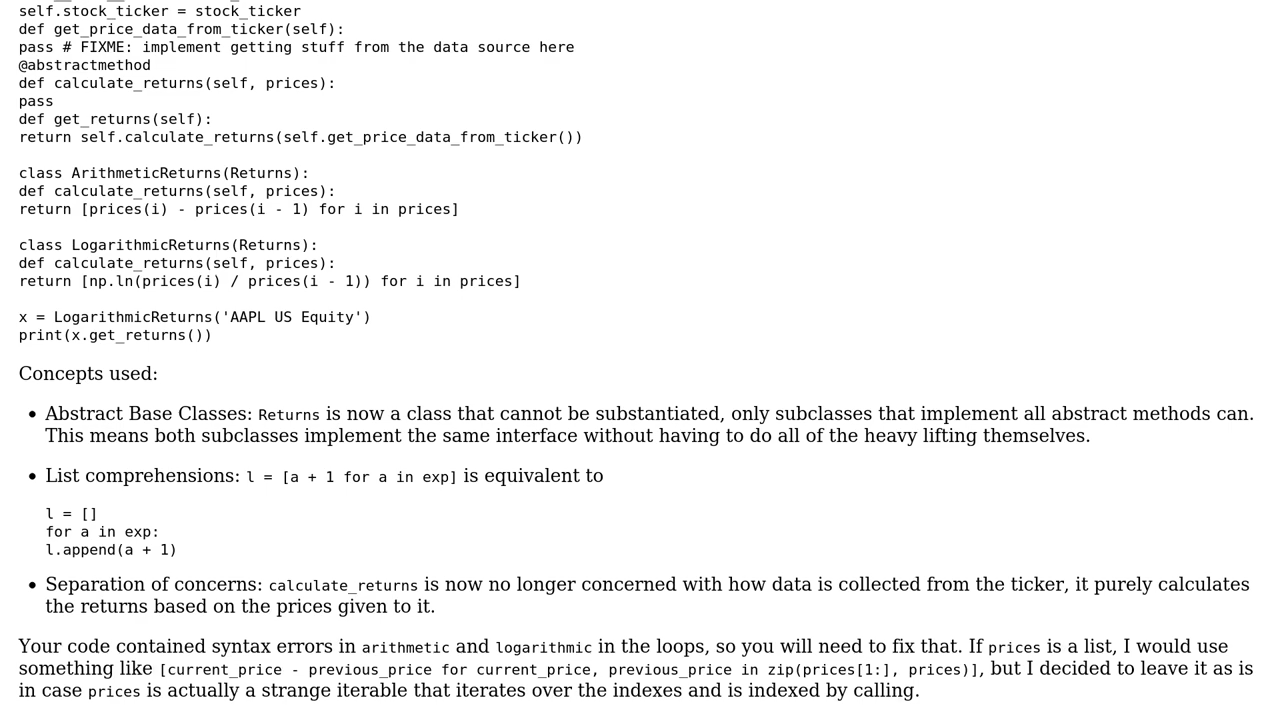 self.stock_ticker = stock_ticker
def get_price_data_from_ticker(self):
pass # FIXME: implement getting stuff from the data source here
@abstractmethod
def calculate_returns(self, prices):
pass
def get_returns(self):
return self.calculate_returns(self.get_price_data_from_ticker())
class ArithmeticReturns(Returns):
def calculate_returns(self, prices):
return [prices(i) - prices(i - 1) for i in prices]
class LogarithmicReturns(Returns):
def calculate_returns(self, prices):
return [np.ln(prices(i) / prices(i - 1)) for i in prices]
x = LogarithmicReturns('AAPL US Equity')
print(x.get_returns())
Concepts used:
• Abstract Base Classes: Returns is now a class that cannot be substantiated, only subclasses that implement all abstract methods can.
This means both subclasses implement the same interface without having to do all of the heavy lifting themselves.
• List comprehensions: l = [a + 1 for a in exp] is equivalent to
l = []
for a in exp:
l.append(a + 1)
• Separation of concerns: calculate_returns is now no longer concerned with how data is collected from the ticker, it purely calculates
the returns based on the prices given to it.
Your code contained syntax errors in arithmetic and logarithmic in the loops, so you will need to fix that. If prices is a list, I would use
something like [current_price - previous_price for current_price, previous_price in zip(prices[1:], prices)], but I decided to leave it as is
in case prices is actually a strange iterable that iterates over the indexes and is indexed by calling.